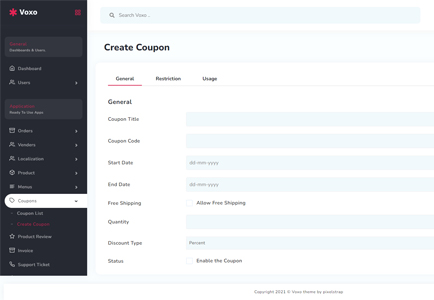 Voxo
Search Voxo...
General
Dashboards & Users.
Dashboard
Users
Application
Ready To Use Apps
Orders
Vendors
Localization
Product
Menus
Coupons
Coupon List
Create Coupon
Product Review
Invoice
Support Ticket
Create Coupon
General
Restriction
Usage
General
Coupon Title
Coupon Code
Start Date
dd-mm-yyyy
End Date
dd-mm-yyyy
Free Shipping
Allow Free Shipping
Quantity
Discount Type
Percent
Status
Enable the Coupon
Copyright 2021 © Voxo theme by pixelstrap